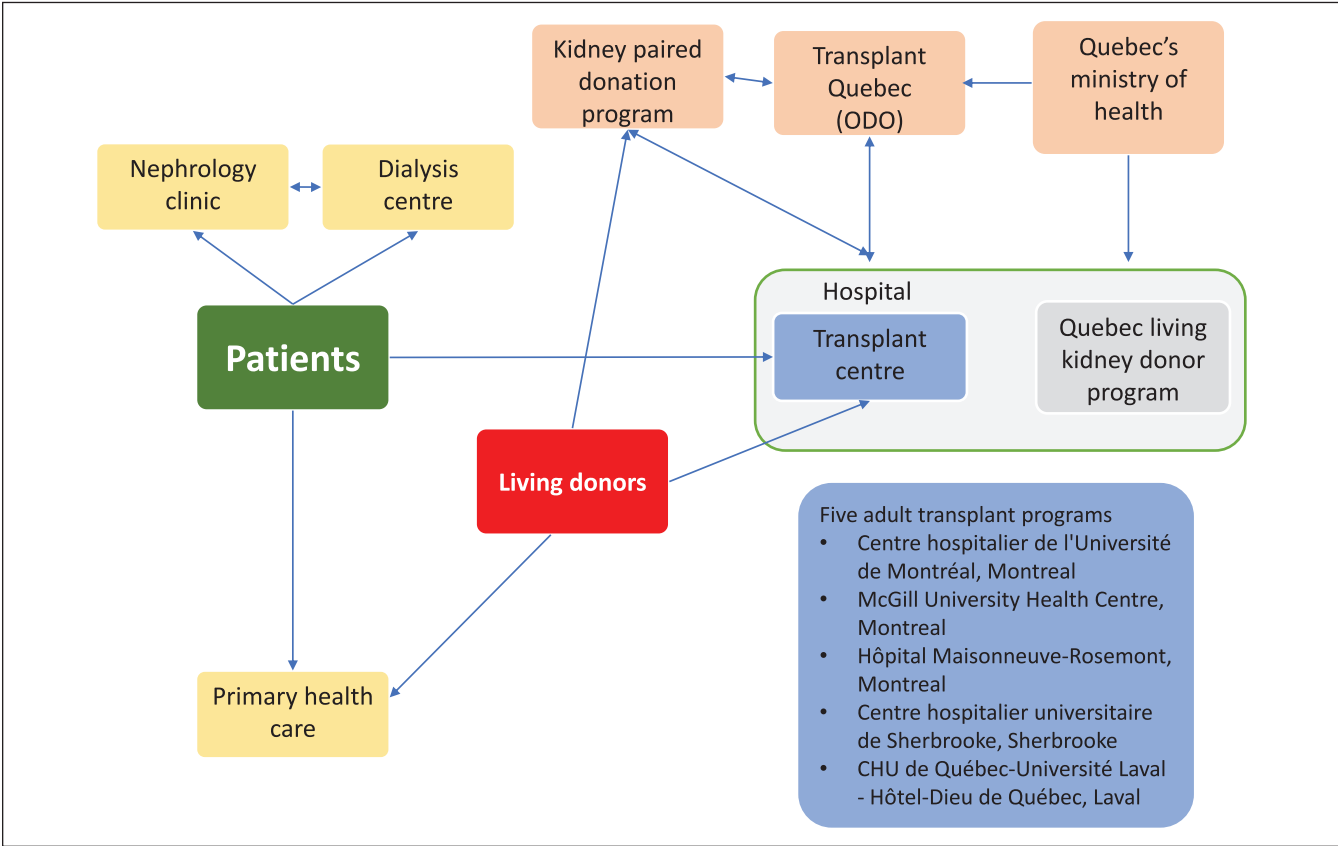 Kidney paired
donation
program
Transplant
Quebec
(ODO)
Quebec's
ministry of
health
Nephrology
clinic
Dialysis
centre
Patients
Hospital
Transplant
centre
Quebec living
kidney donor
program
Living donors
Primary health
care
Five adult transplant programs
• Centre hospitalier de l'Université
de Montréal, Montreal
• McGill University Health Centre,
Montreal
• Hôpital Maisonneuve-Rosemont,
Montreal
• Centre hospitalier universitaire
de Sherbrooke, Sherbrooke
• CHU de Québec-Université Laval
- Hôtel-Dieu de Québec, Laval